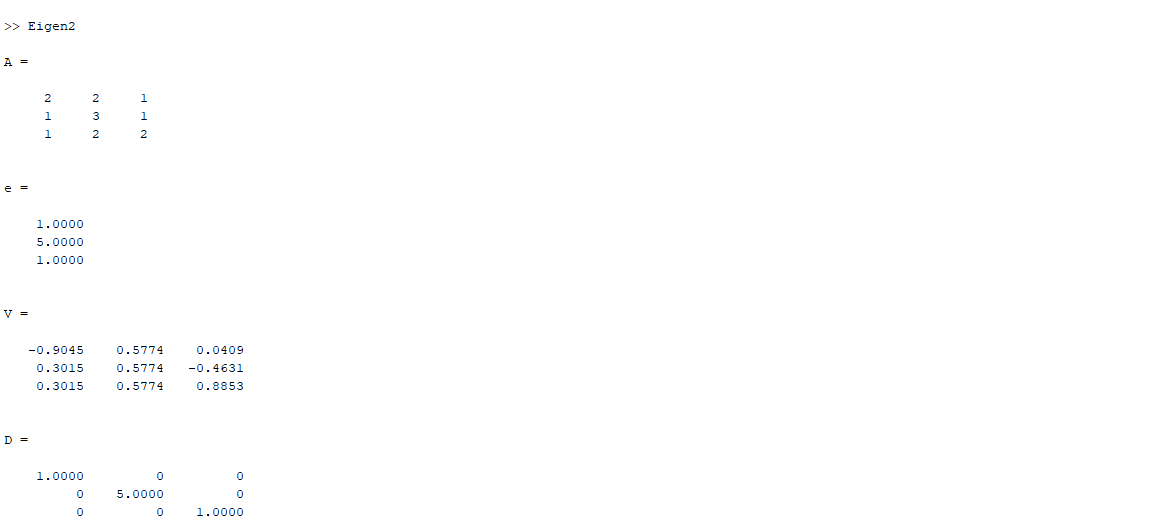 >> Eigen2
A =
2 2 1
1 3 1
1 2 2
e =
1.0000
5.0000
1.0000
V =
-0.9045 0.5774 0.0409
0.3015 0.5774 -0.4631
0.3015 0.5774 0.8853
D =
1.0000 0 0
0 5.0000 0
0 0 1.0000